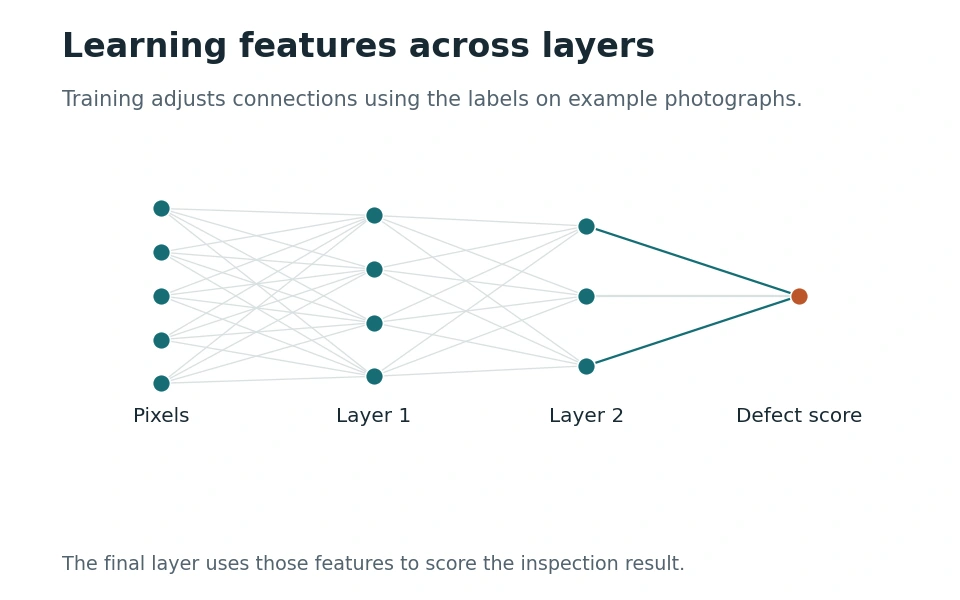 Learning features across layers
Training adjusts connections using the labels on example photographs.
Pixels
Layer 1
Layer 2
Defect score
The final layer uses those features to score the inspection result.